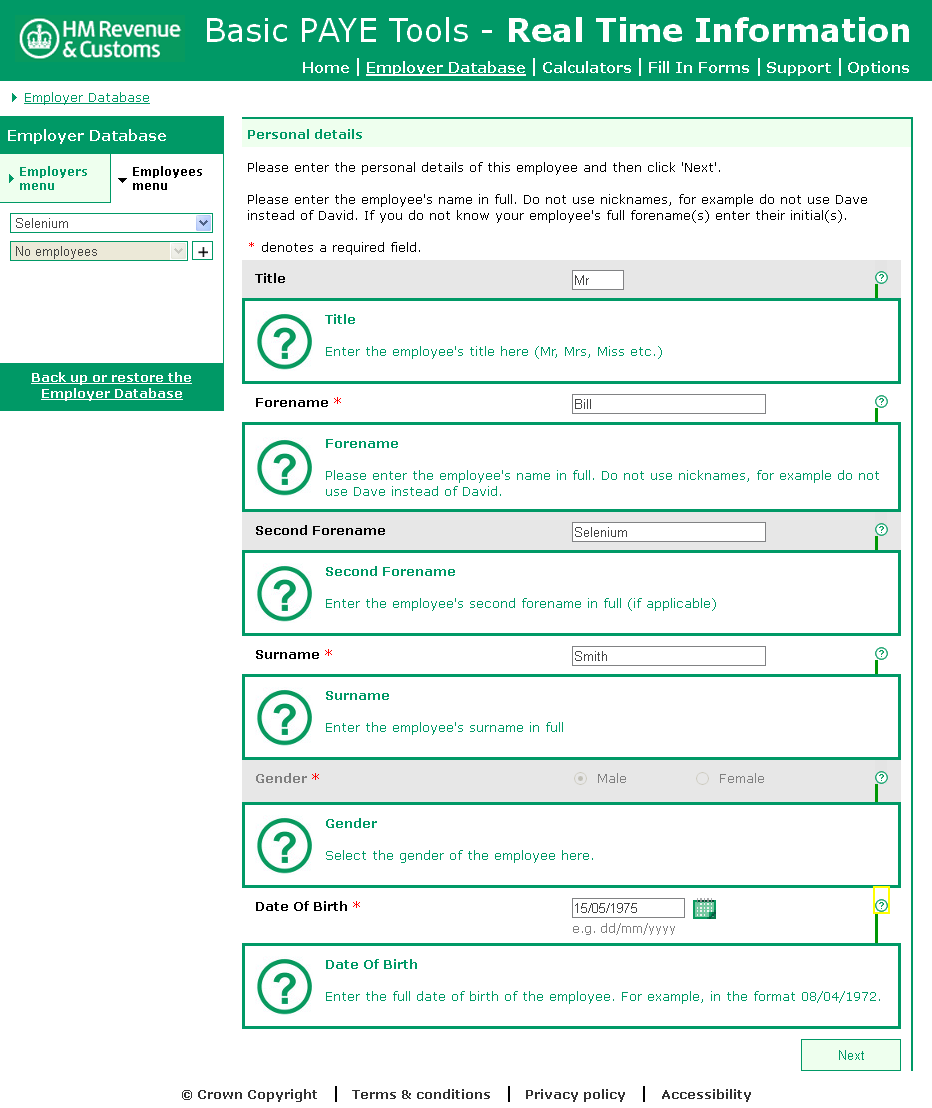 HM Revenue & Customs
Basic PAYE Tools - Real Time Information
Home | Employer Database | Calculators | Fill In Forms | Support | Options
Employer Database
Employer Database
Employers menu
Employees menu
Selenium
No employees
+
Back up or restore the
Employer Database
Personal details
Please enter the personal details of this employee and then click 'Next'.
Please enter the employee's name in full. Do not use nicknames, for example do not use Dave
instead of David. If you do not know your employee's full forename(s) enter their initial(s).
* denotes a required field.
Title Mr ?
? Title
Enter the employee's title here (Mr, Mrs, Miss etc.)
Forename * Bill ?
? Forename
Please enter the employee's name in full. Do not use nicknames, for example do not
use Dave instead of David.
Second Forename Selenium ?
? Second Forename
Enter the employee's second forename in full (if applicable)
Surname * Smith ?
? Surname
Enter the employee's surname in full
Gender * Male Female ?
? Gender
Select the gender of the employee here.
Date Of Birth * 15/05/1975 ?
e.g. dd/mm/yyyy
? Date Of Birth
Enter the full date of birth of the employee. For example, in the format 08/04/1972.
Next
© Crown Copyright | Terms & conditions | Privacy policy | Accessibility